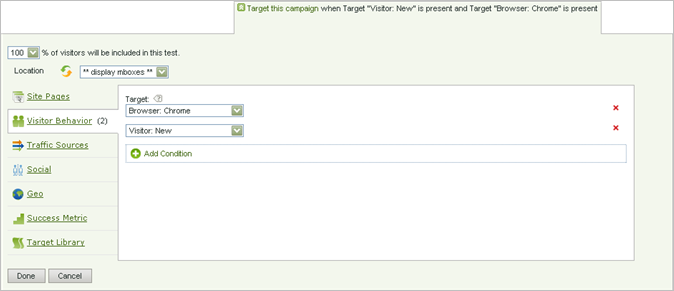 Target this campaign when Target "Visitor: New" is present and Target "Browser: Chrome" is present
100 % of visitors will be included in this test.
Location ** display mboxes **
Site Pages
Visitor Behavior (2)
Traffic Sources
Social
Geo
Success Metric
Target Library
Target:
Browser: Chrome
Visitor: New
Add Condition
Done Cancel